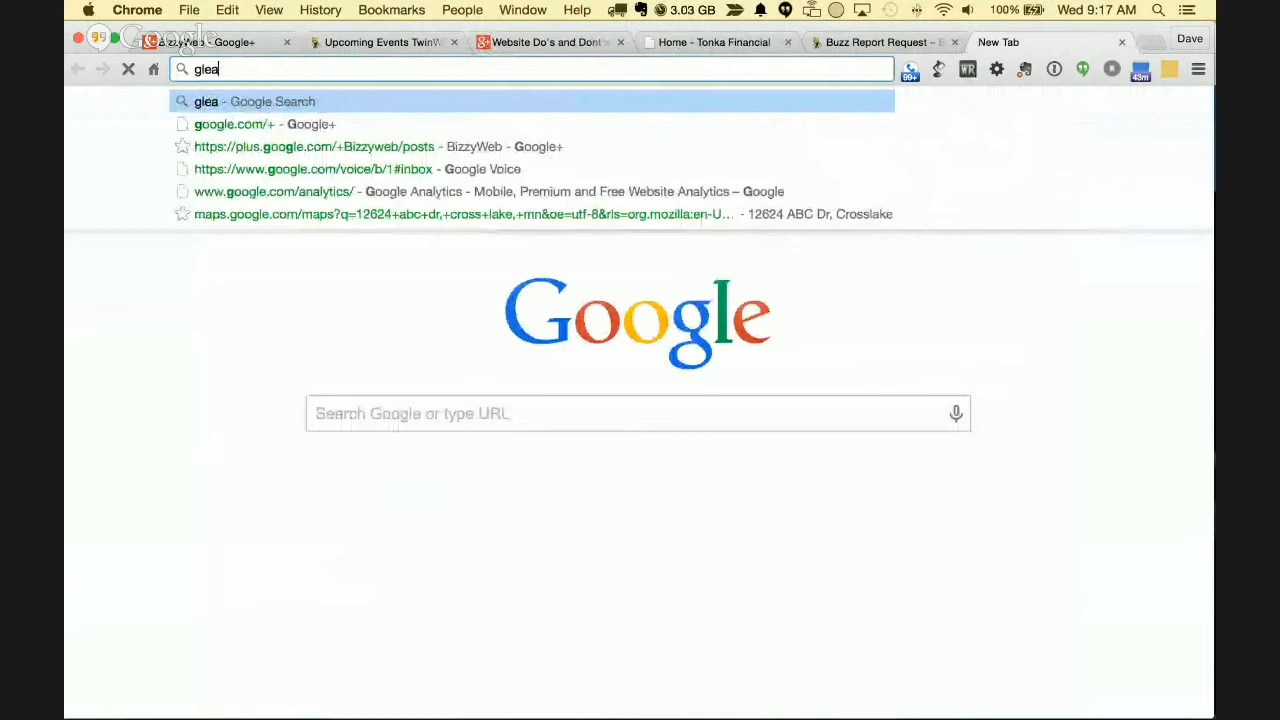 Chrome File Edit View History Bookmarks People Window Help 3.03 GB 100% Wed 9:17 AM
Google
BizzyWeb - Google+ Upcoming Events TwinW Website Do's and Dont's Home - Tonka Financial Buzz Report Request – B New Tab Dave
glea 99+ WR 43m
glea - Google Search
google.com/+ - Google+
https://plus.google.com/+Bizzyweb/posts - BizzyWeb - Google+
https://www.google.com/voice/b/1#inbox - Google Voice
www.google.com/analytics/ - Google Analytics - Mobile, Premium and Free Website Analytics – Google
maps.google.com/maps?q=12624+abc+dr,+cross+lake,+mn&oe=utf-8&rls=org.mozilla:en-U... - 12624 ABC Dr, Crosslake
Google
Search Google or type URL